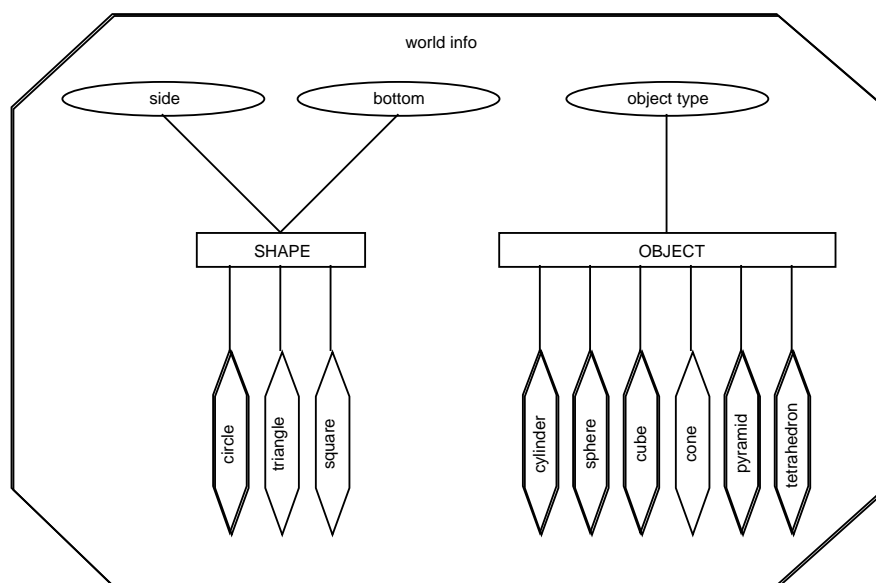 world info
side
bottom
object type
SHAPE
OBJECT
circle
triangle
square
cylinder
sphere
cube
cone
pyramid
tetrahedron